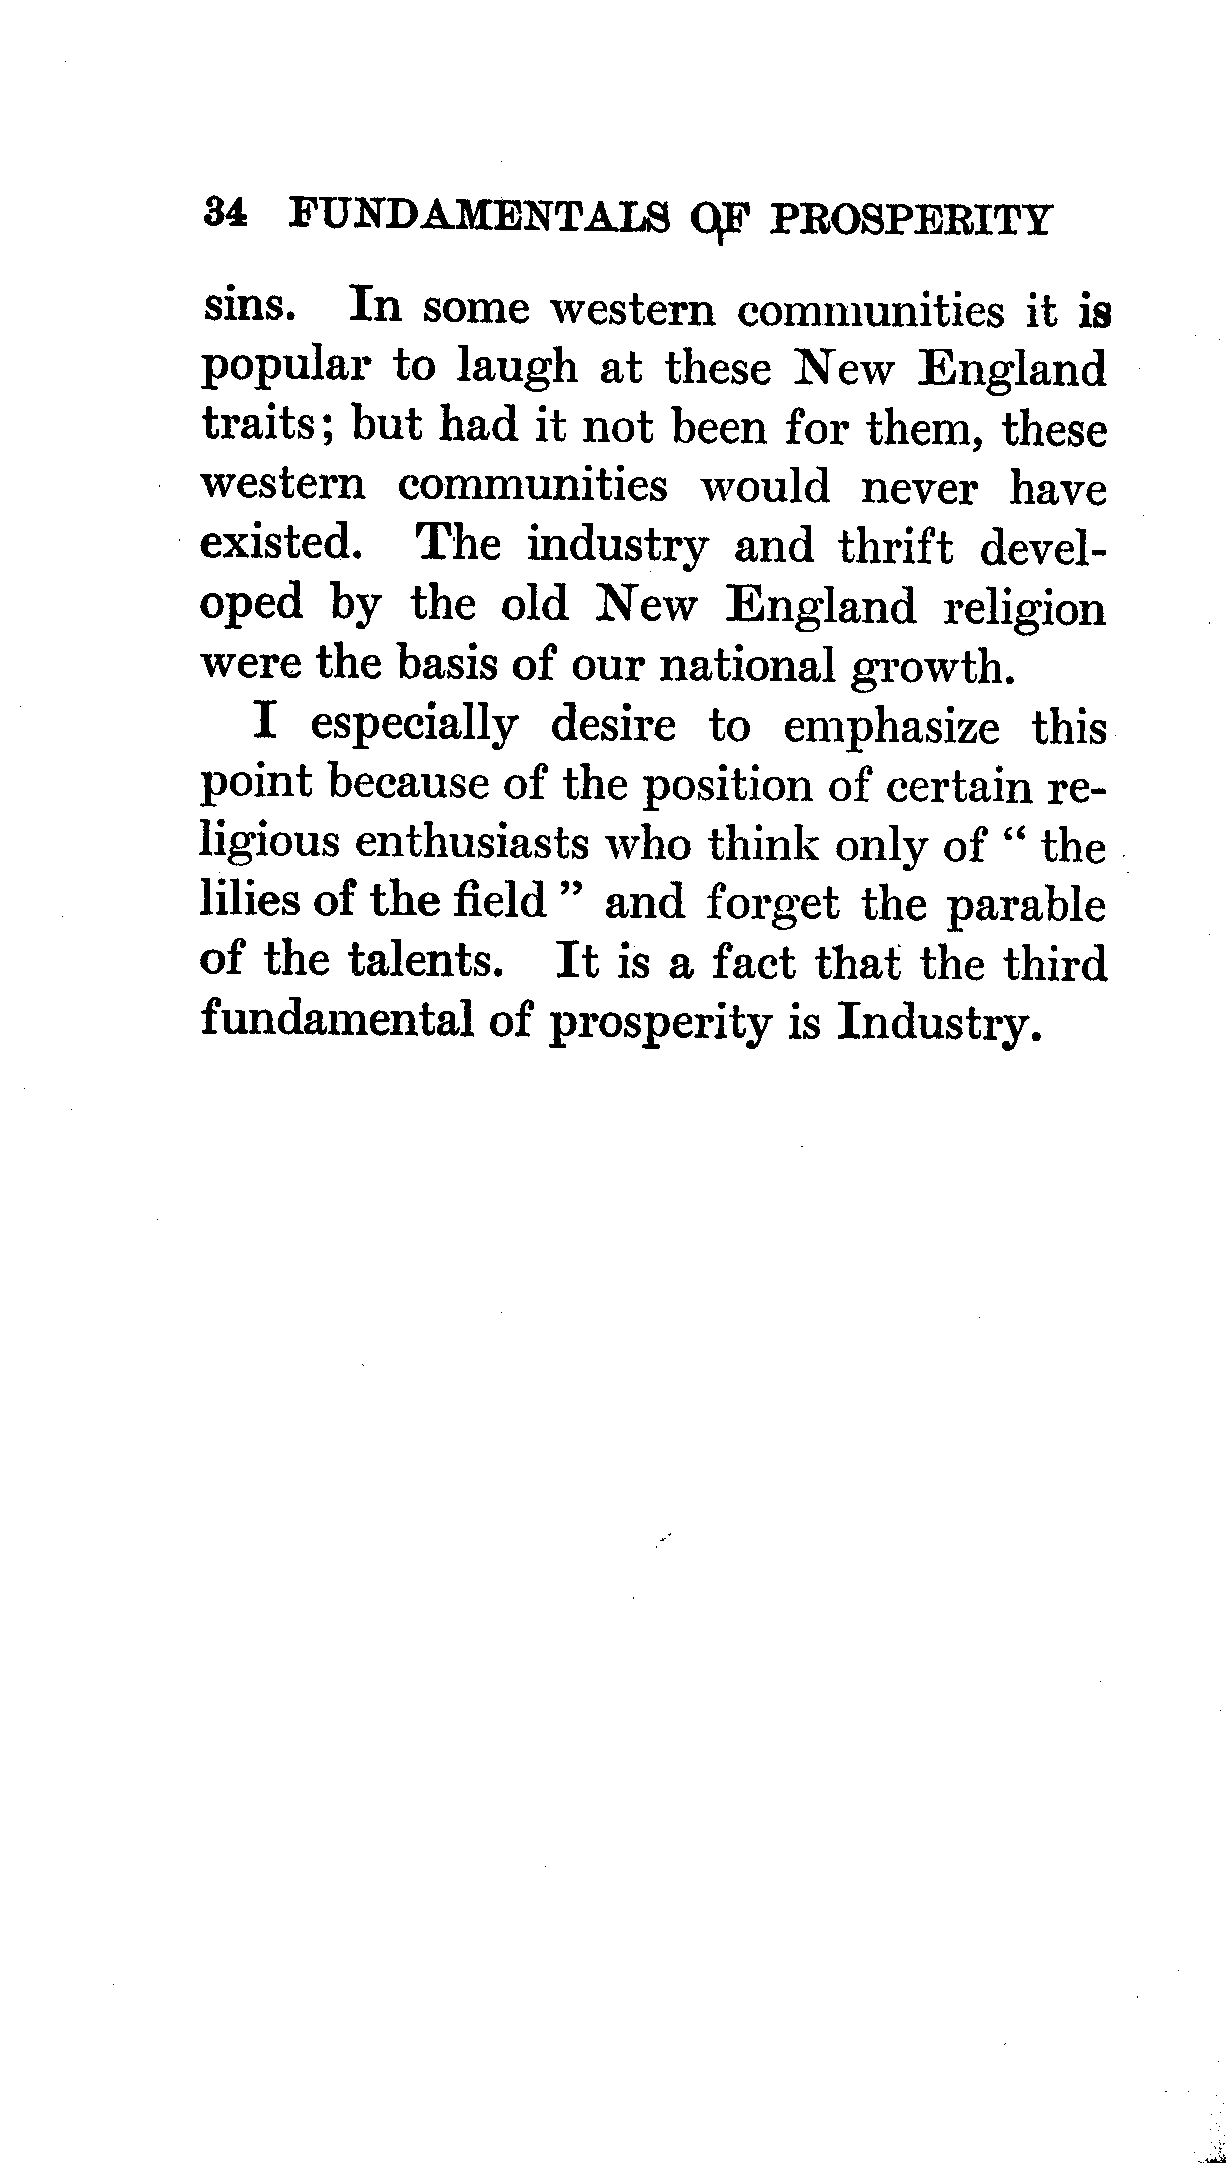 34 FUNDAMENTALS OF PROSPERITY
sins. In some western communities it is
popular to laugh at these New England
traits; but had it not been for them, these
western communities would never have
existed. The industry and thrift devel-
oped by the old New England religion
were the basis of our national growth.
I especially desire to emphasize this
point because of the position of certain re-
ligious enthusiasts who think only of “ the
lilies of the field ” and forget the parable
of the talents. It is a fact that the third
fundamental of prosperity is Industry.